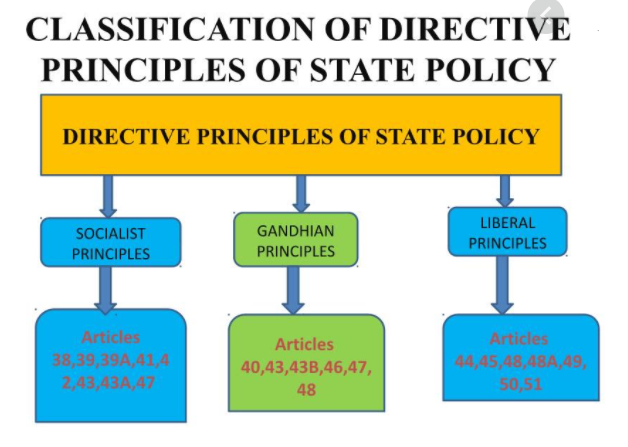 CLASSIFICATION OF DIRECTIVE
PRINCIPLES OF STATE POLICY
DIRECTIVE PRINCIPLES OF STATE POLICY
SOCIALIST
PRINCIPLES
GANDHIAN
PRINCIPLES
LIBERAL
PRINCIPLES
Articles
38,39,39A,41,4
2,43,43A,47
Articles
40,43,43B,46,47,
48
Articles
44,45,48,48A,49,
50,51